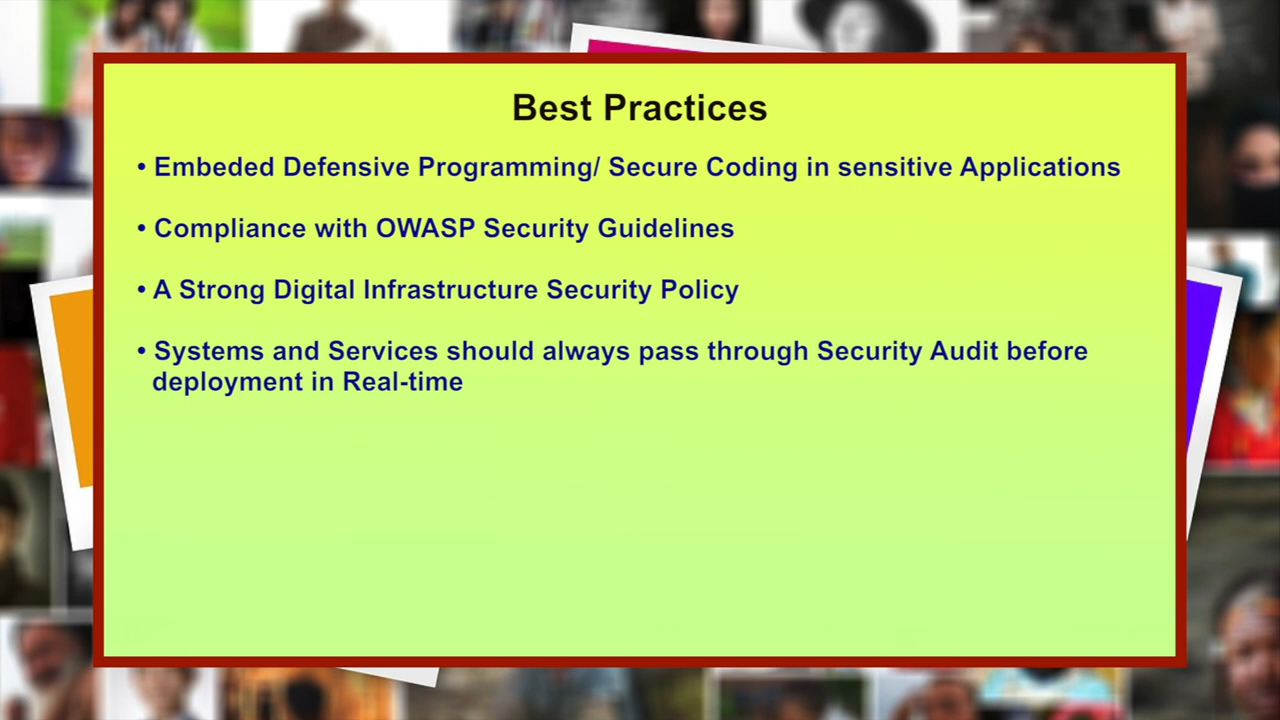 Best Practices
• Embeded Defensive Programming/ Secure Coding in sensitive Applications
• Compliance with OWASP Security Guidelines
• A Strong Digital Infrastructure Security Policy
• Systems and Services should always pass through Security Audit before
deployment in Real-time